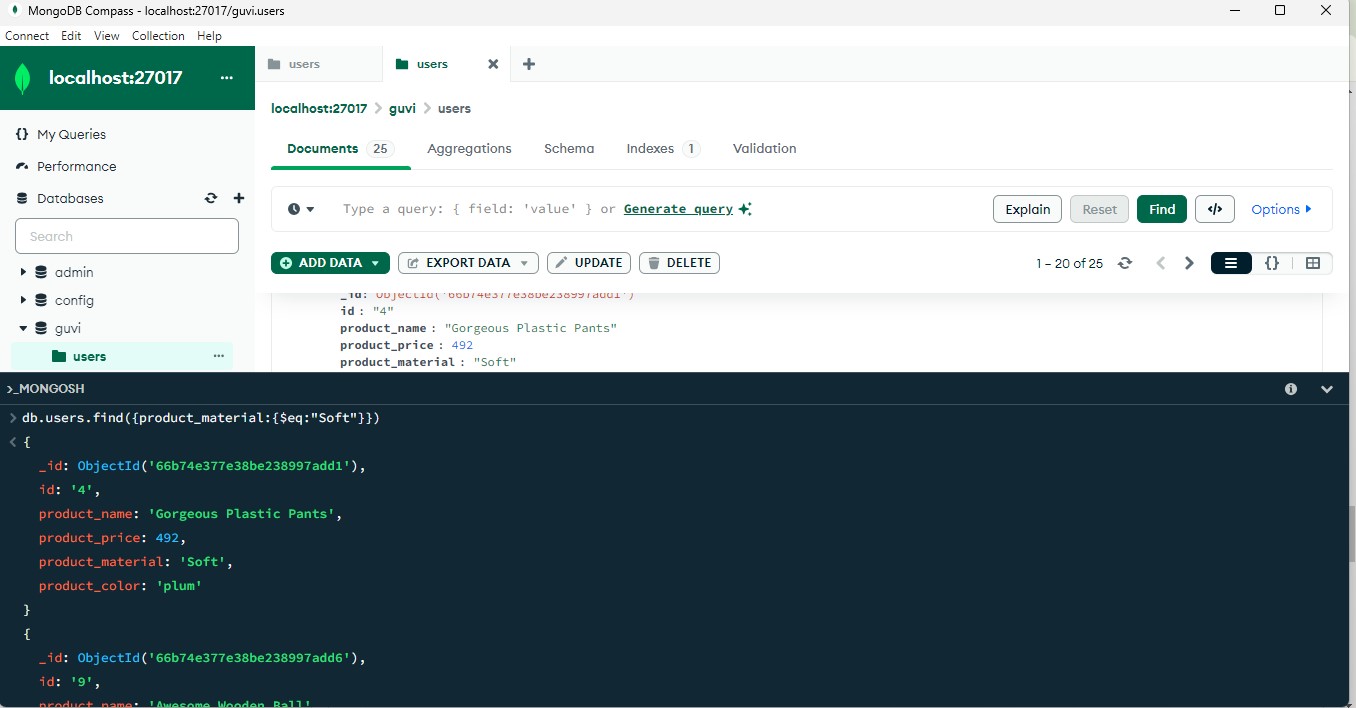 MongoDB Compass - localhost:27017/guvi.users
Connect Edit View Collection Help
localhost:27017 ...
users users
localhost:27017 > guvi > users
{} My Queries
Performance
Databases
Search
admin
config
guvi
users ...
Documents 25 Aggregations Schema Indexes 1 Validation
Type a query: { field: 'value' } or Generate query
Explain Reset Find </> Options
ADD DATA EXPORT DATA UPDATE DELETE
1 – 20 of 25 {}
_id: ObjectId('66b74e377e38be238997add1')
id : "4"
product_name : "Gorgeous Plastic Pants"
product_price : 492
product_material : "Soft"
>_MONGOSH
> db.users.find({product_material:{$eq:"Soft"}})
< {
_id: ObjectId('66b74e377e38be238997add1'),
id: '4',
product_name: 'Gorgeous Plastic Pants',
product_price: 492,
product_material: 'Soft',
product_color: 'plum'
}
{
_id: ObjectId('66b74e377e38be238997add6'),
id: '9',
product_name: 'Awesome Wooden Ball'